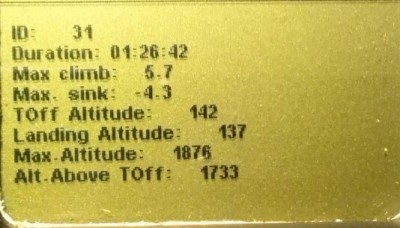 ID: 31
Duration: 01:26:42
Max climb: 5.7
Max. sink: -4.3
TOff Altitude: 142
Landing Altitude: 137
Max.Altitude: 1876
Alt.Above TOff: 1733